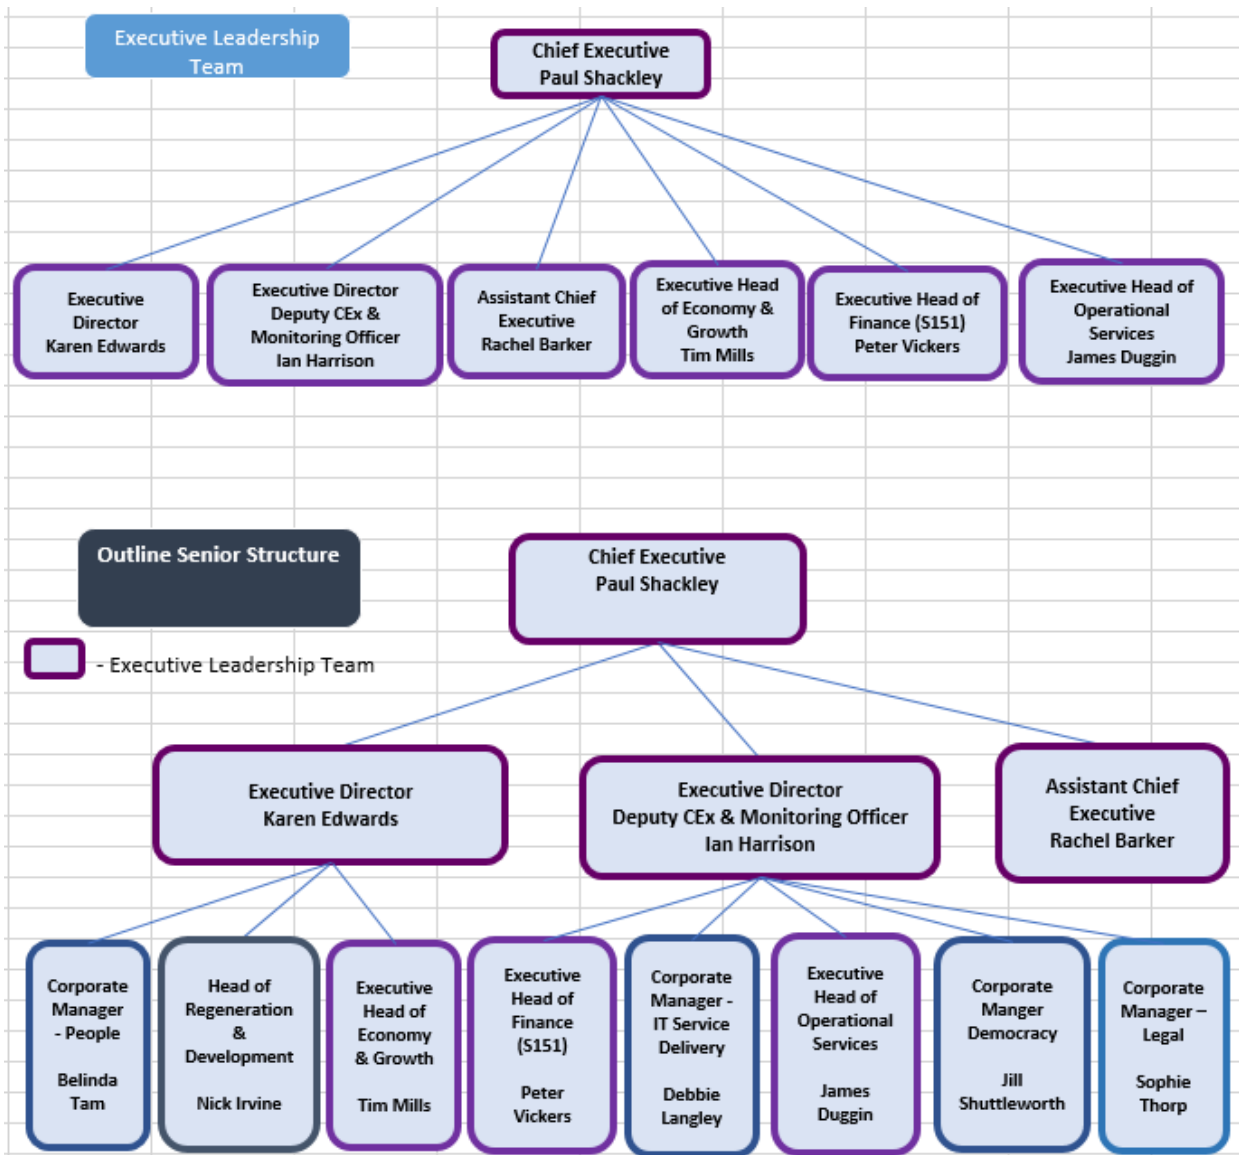 Executive Leadership
Team
Chief Executive
Paul Shackley
Executive
Director
Karen Edwards
Executive Director
Deputy CEx &
Monitoring Officer
Ian Harrison
Assistant Chief
Executive
Rachel Barker
Executive Head
of Economy &
Growth
Tim Mills
Executive Head of
Finance (S151)
Peter Vickers
Executive Head of
Operational
Services
James Duggin
Outline Senior Structure
Chief Executive
Paul Shackley
- Executive Leadership Team
Executive Director
Karen Edwards
Executive Director
Deputy CEx & Monitoring Officer
Ian Harrison
Assistant Chief
Executive
Rachel Barker
Corporate
Manager
- People
Belinda
Tam
Head of
Regeneration
&
Development
Nick Irvine
Executive
Head of
Economy
& Growth
Tim Mills
Executive
Head of
Finance
(S151)
Peter
Vickers
Corporate
Manager -
IT Service
Delivery
Debbie
Langley
Executive
Head of
Operational
Services
James
Duggin
Corporate
Manger
Democracy
Jill
Shuttleworth
Corporate
Manager –
Legal
Sophie
Thorp